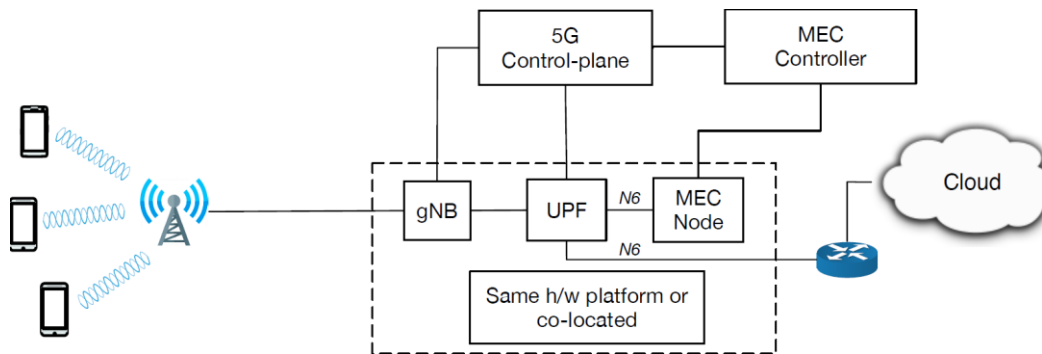 5G
Control-plane
MEC
Controller
Cloud
gNB
UPF
N6
MEC
Node
N6
Same h/w platform or
co-located